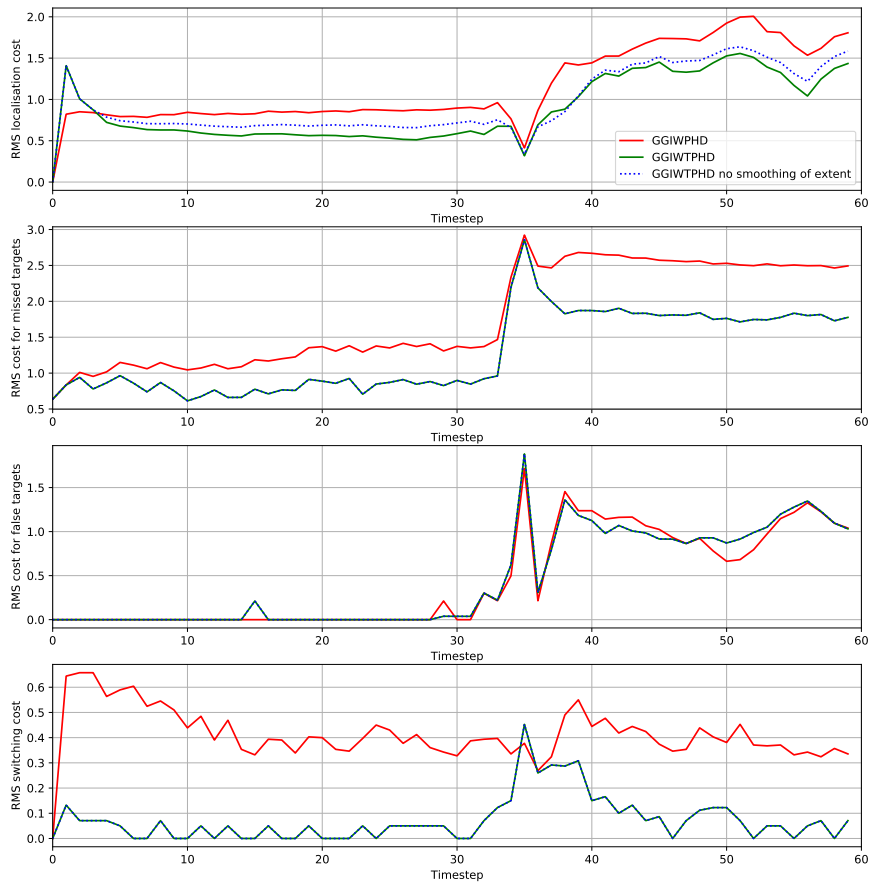 2.0
1.5
1.0
0.5
0.0
RMS localisation cost
GGIWPHD
GGIWTPHD
GGIWTPHD no smoothing of extent
0 10 20 30 40 50 60
Timestep
3.0
2.5
2.0
1.5
1.0
0.5
RMS cost for missed targets
0 10 20 30 40 50 60
Timestep
1.5
1.0
0.5
0.0
RMS cost for false targets
0 10 20 30 40 50 60
Timestep
0.6
0.5
0.4
0.3
0.2
0.1
0.0
RMS switching cost
0 10 20 30 40 50 60
Timestep